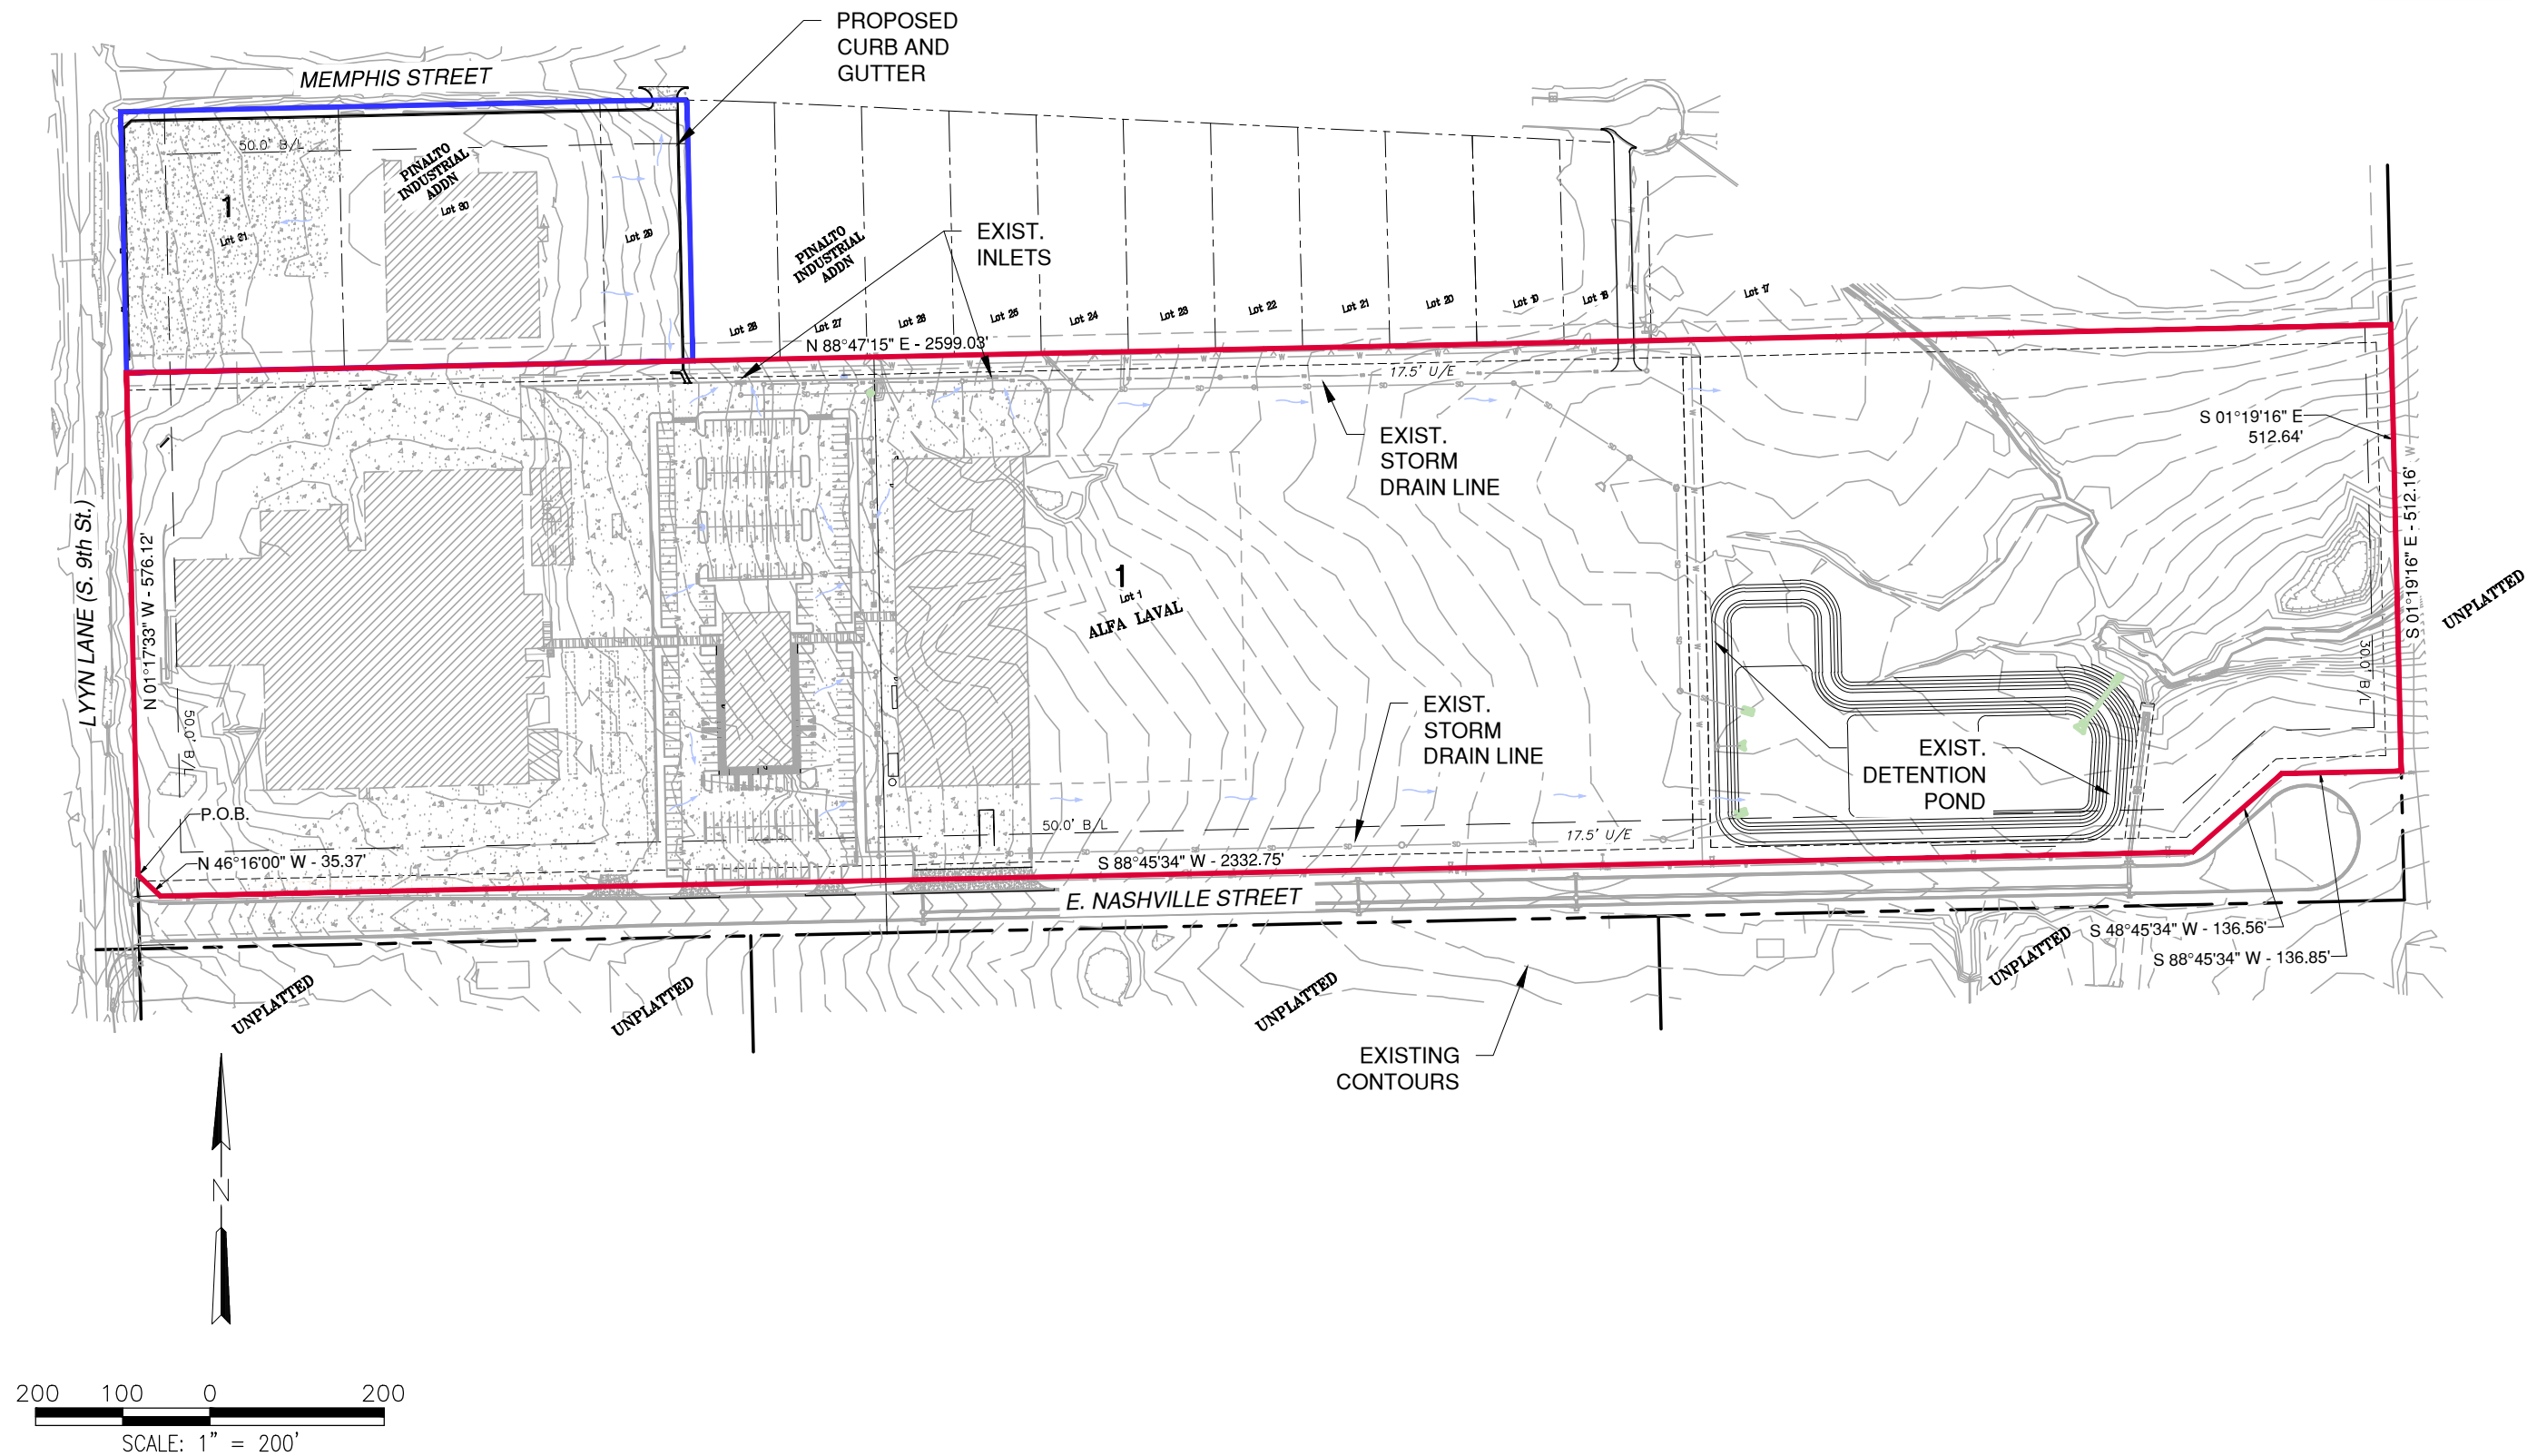 PROPOSED
CURB AND
GUTTER
MEMPHIS STREET
50.0' B/L
PINALTO
INDUSTRIAL
ADDN
1
Lot 31
Lot 30
Lot 29
PINALTO
INDUSTRIAL
ADDN
EXIST.
INLETS
Lot 28
Lot 27
Lot 26
Lot 25
Lot 24
Lot 23
Lot 22
Lot 21
Lot 20
Lot 19
Lot 18
Lot 17
N 88°47'15" E - 2599.03'
17.5' U/E
EXIST.
STORM
DRAIN LINE
S 01°19'16" E
512.64'
S 01°19'16" E - 512.16'
UNPLATTED
LYYN LANE (S. 9th St.)
N 01°17'33" W - 576.12'
50.0' B/L
1
Lot 1
ALFA LAVAL
30.0' B/L
EXIST.
STORM
DRAIN LINE
EXIST.
DETENTION
POND
P.O.B.
N 46°16'00" W - 35.37'
50.0' B/L
17.5' U/E
S 88°45'34" W - 2332.75'
E. NASHVILLE STREET
S 48°45'34" W - 136.56'
S 88°45'34" W - 136.85'
UNPLATTED
UNPLATTED
UNPLATTED
UNPLATTED
EXISTING
CONTOURS
N
200 100 0 200
SCALE: 1" = 200'